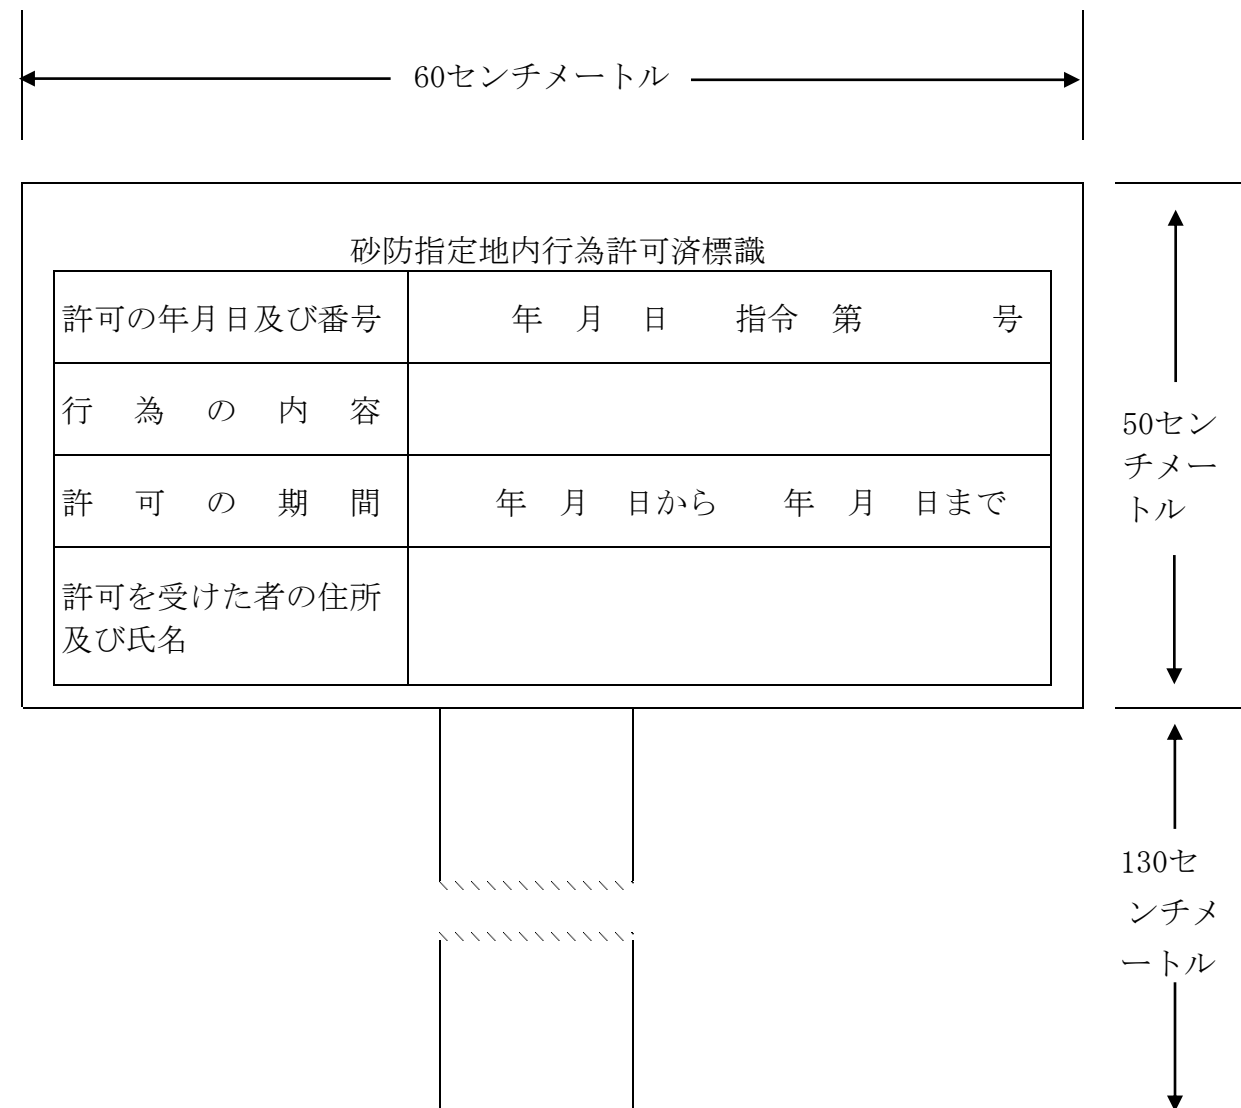 60センチメートル
砂防指定地内行為許可済標識
許可の年月日及び番号
年　月　日　　指令　第　　　　号
行　為　の　内　容
許　可　の　期　間
年　月　日から　　年　月　日まで
許可を受けた者の住所
及び氏名
50セン
チメー
トル
130セ
ンチメ
ートル